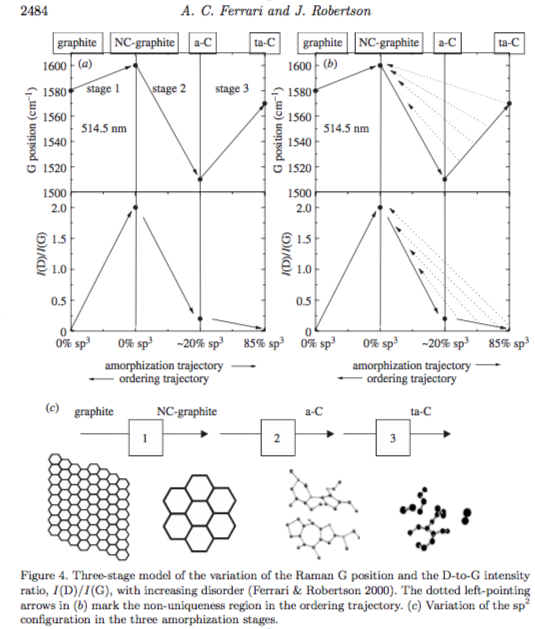 2484
A. C. Ferrari and J. Robertson
graphite NC-graphite a-C ta-C
graphite NC-graphite a-C ta-C
(a)
stage 1 stage 2 stage 3
514.5 nm
G position (cm⁻¹)
1600
1580
1560
1540
1520
1500
I(D)/I(G)
2.0
1.5
1.0
0.5
0
0% sp³ 0% sp³ ~20% sp³ 85% sp³
amorphization trajectory
ordering trajectory
(b)
514.5 nm
G position (cm⁻¹)
1600
1580
1560
1540
1520
1500
I(D)/I(G)
2.0
1.5
1.0
0.5
0
0% sp³ 0% sp³ ~20% sp³ 85% sp³
amorphization trajectory
ordering trajectory
(c) graphite NC-graphite a-C ta-C
1 2 3
Figure 4. Three-stage model of the variation of the Raman G position and the D-to-G intensity
ratio, I(D)/I(G), with increasing disorder (Ferrari & Robertson 2000). The dotted left-pointing
arrows in (b) mark the non-uniqueness region in the ordering trajectory. (c) Variation of the sp²
configuration in the three amorphization stages.